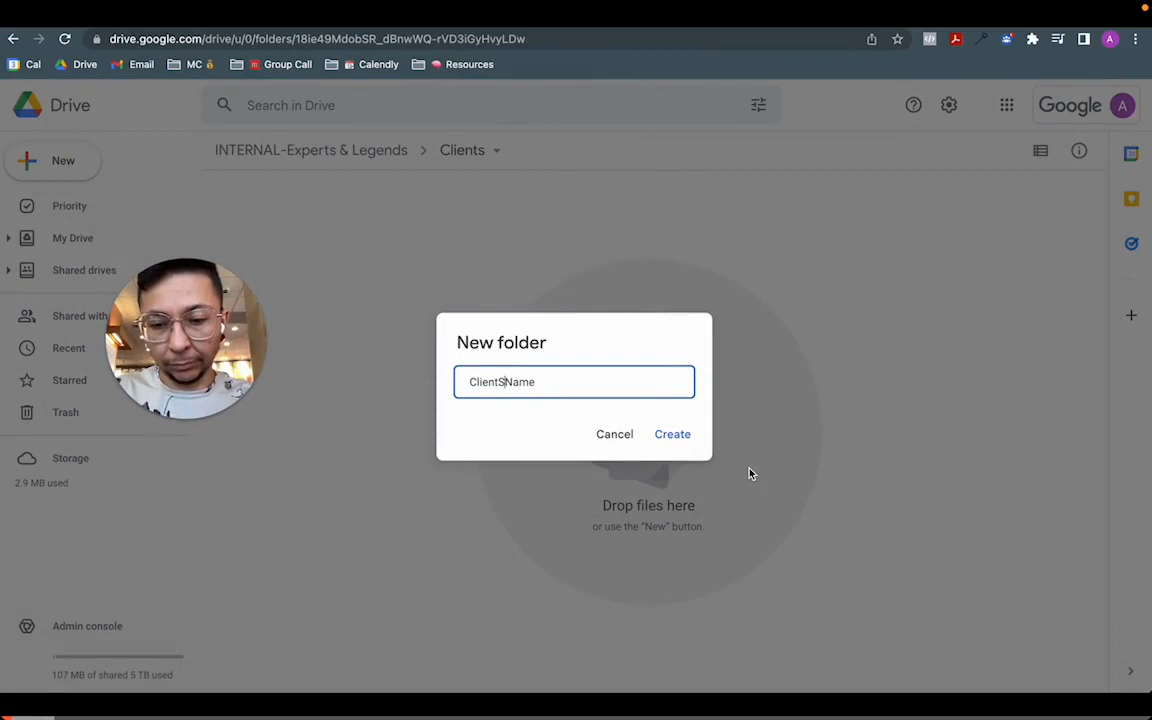 drive.google.com/drive/u/0/folders/18ie49MdobSR_dBnwWQ-rVD3iGyHvyLDw
A
Cal
Drive
Email
MC
Group Call
Calendly
Resources
Drive
Search in Drive
Google
A
New
INTERNAL-Experts & Legends
Clients
Priority
My Drive
Shared drives
Shared with
Recent
Starred
Trash
Storage
2.9 MB used
New folder
ClientSName
Cancel
Create
Drop files here
or use the "New" button.
Admin console
107 MB of shared 5 TB used